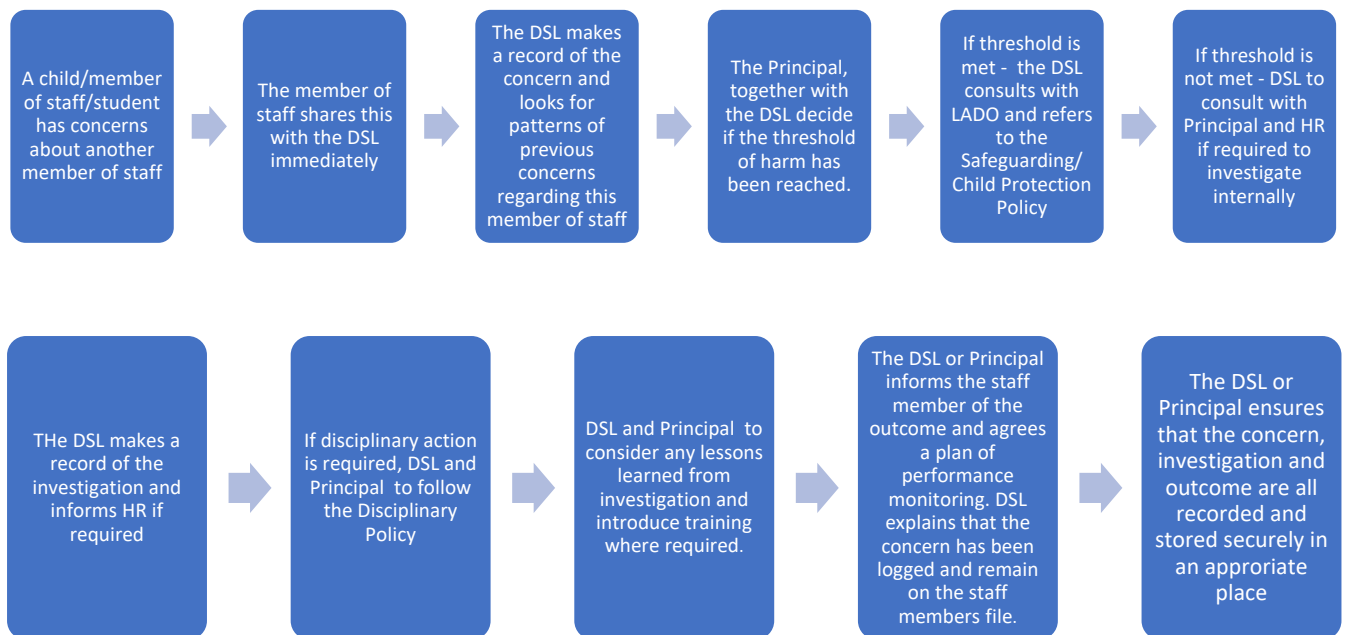 A child/member
of staff/student
has concerns
about another
member of staff
The member of
staff shares this
with the DSL
immediately
The DSL makes
a record of the
concern and
looks for
patterns of
previous
concerns
regarding this
member of staff
The Principal,
together with
the DSL decide
if the threshold
of harm has
been reached.
If threshold is
met -  the DSL
consults with
LADO and refers
to the
Safeguarding/
Child Protection
Policy
If threshold is
not met - DSL to
consult with
Principal and HR
if required to
investigate
internally
THe DSL makes a
record of the
investigation and
informs HR if
required
If disciplinary action
is required, DSL and
Principal  to follow
the Disciplinary
Policy
DSL and Principal  to
consider any lessons
learned from
investigation and
introduce training
where required.
The DSL or Principal
informs the staff
member of the
outcome and agrees
a plan of
performance
monitoring. DSL
explains that the
concern has been
logged and remain
on the staff
members file.
The DSL or
Principal ensures
that the concern,
investigation and
outcome are all
recorded and
stored securely in
an approriate
place